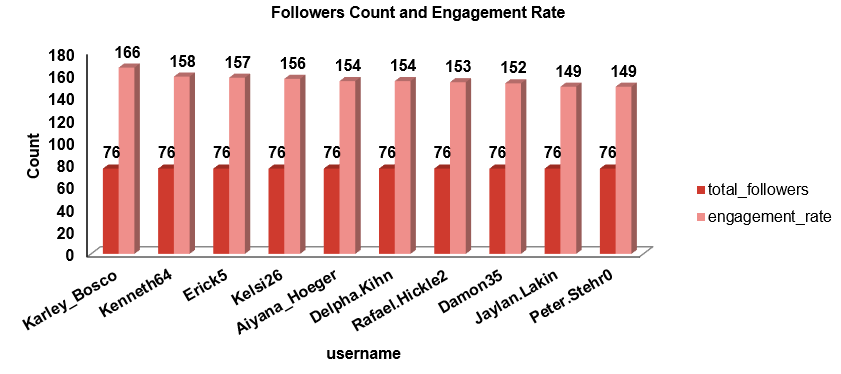 Followers Count and Engagement Rate
180
160
140
120
100
80
60
40
20
0
Count
166 158 157 156 154 154 153 152 149 149
76 76 76 76 76 76 76 76 76 76
total_followers
engagement_rate
Karley_Bosco
Kenneth64
Erick5
Kelsi26
Aiyana_Hoeger
Delpha.Kihn
Rafael.Hickle2
Damon35
Jaylan.Lakin
Peter.Stehr0
username